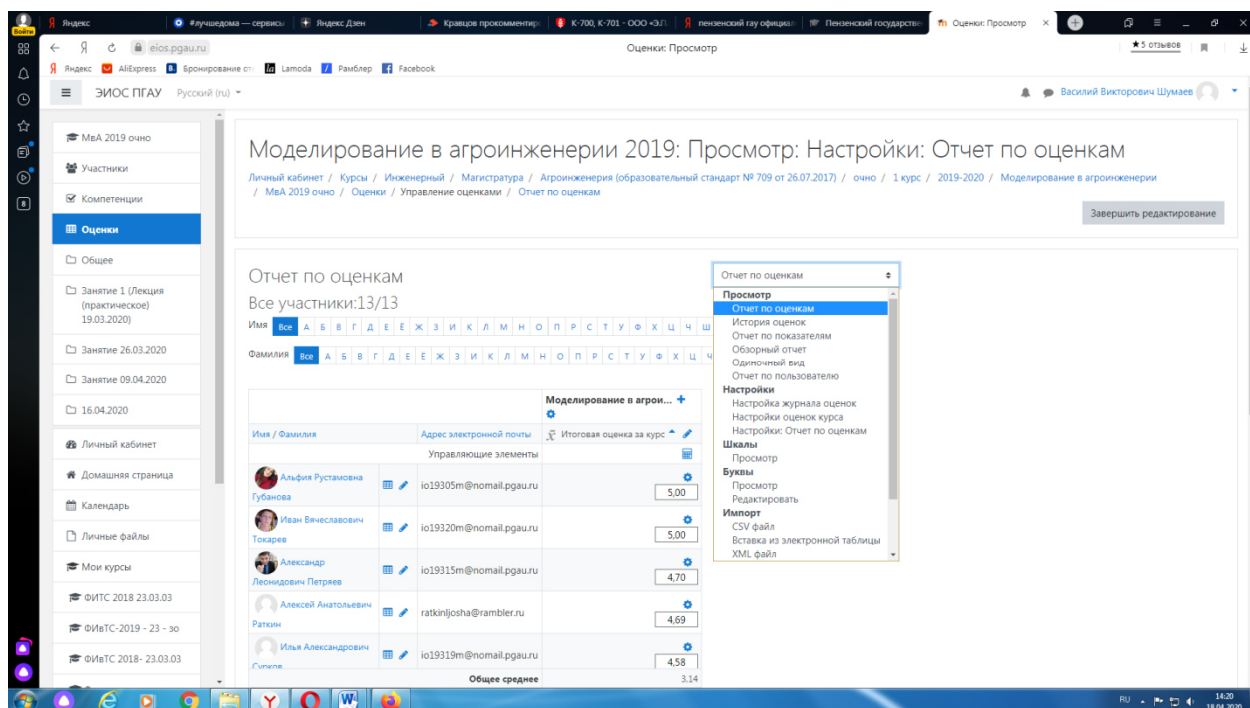 Войти
Яндекс
#лучшедома — сервисы
Яндекс Дзен
Кравцов прокомментир
К-700, К-701 - ООО «ЭЛ
пензенский гау официал
Пензенский государстве
Оценки: Просмотр
eios.pgau.ru
Оценки: Просмотр
★5 отзывов
Яндекс AliExpress Бронирование от Lamoda Рамблер Facebook
ЭИОС ПГАУ Русский (ru)
Василий Викторович Шумаев
МвА 2019 очно
Участники
Компетенции
Оценки
Общее
Занятие 1 (Лекция
(практическое)
19.03.2020)
Занятие 26.03.2020
Занятие 09.04.2020
16.04.2020
Личный кабинет
Домашняя страница
Календарь
Личные файлы
Мои курсы
ФИТС 2018 23.03.03
ФИвТС-2019 - 23 - зо
ФИвТС 2018- 23.03.03
Моделирование в агроинженерии 2019: Просмотр: Настройки: Отчет по оценкам
Личный кабинет / Курсы / Инженерный / Магистратура / Агроинженерия (образовательный стандарт № 709 от 26.07.2017) / очно / 1 курс / 2019-2020 / Моделирование в агроинженерии
/ МвА 2019 очно / Оценки / Управление оценками / Отчет по оценкам
Завершить редактирование
Отчет по оценкам
Все участники:13/13
Имя Все А Б В Г Д Е Ё Ж З И К Л М Н О П Р С Т У Ф Х Ц Ч Ш
Фамилия Все А Б В Г Д Е Ё Ж З И К Л М Н О П Р С Т У Ф Х Ц Ч
Отчет по оценкам
Просмотр
Отчет по оценкам
История оценок
Отчет по показателям
Обзорный отчет
Одиночный вид
Отчет по пользователю
Настройки
Настройка журнала оценок
Настройки оценок курса
Настройки: Отчет по оценкам
Шкалы
Просмотр
Буквы
Просмотр
Редактировать
Импорт
CSV файл
Вставка из электронной таблицы
XML файл
Моделирование в агрои...
Имя / Фамилия Адрес электронной почты x̄ Итоговая оценка за курс
Управляющие элементы
Альфия Рустамовна
Губанова
io19305m@nomail.pgau.ru
5,00
Иван Вячеславович
Токарев
io19320m@nomail.pgau.ru
5,00
Александр
Леонидович Петряев
io19315m@nomail.pgau.ru
4,70
Алексей Анатольевич
Раткин
ratkinljosha@rambler.ru
4,69
Илья Александрович
Сурков
io19319m@nomail.pgau.ru
4,58
Общее среднее 3,14
RU
14:20
18.04.2020